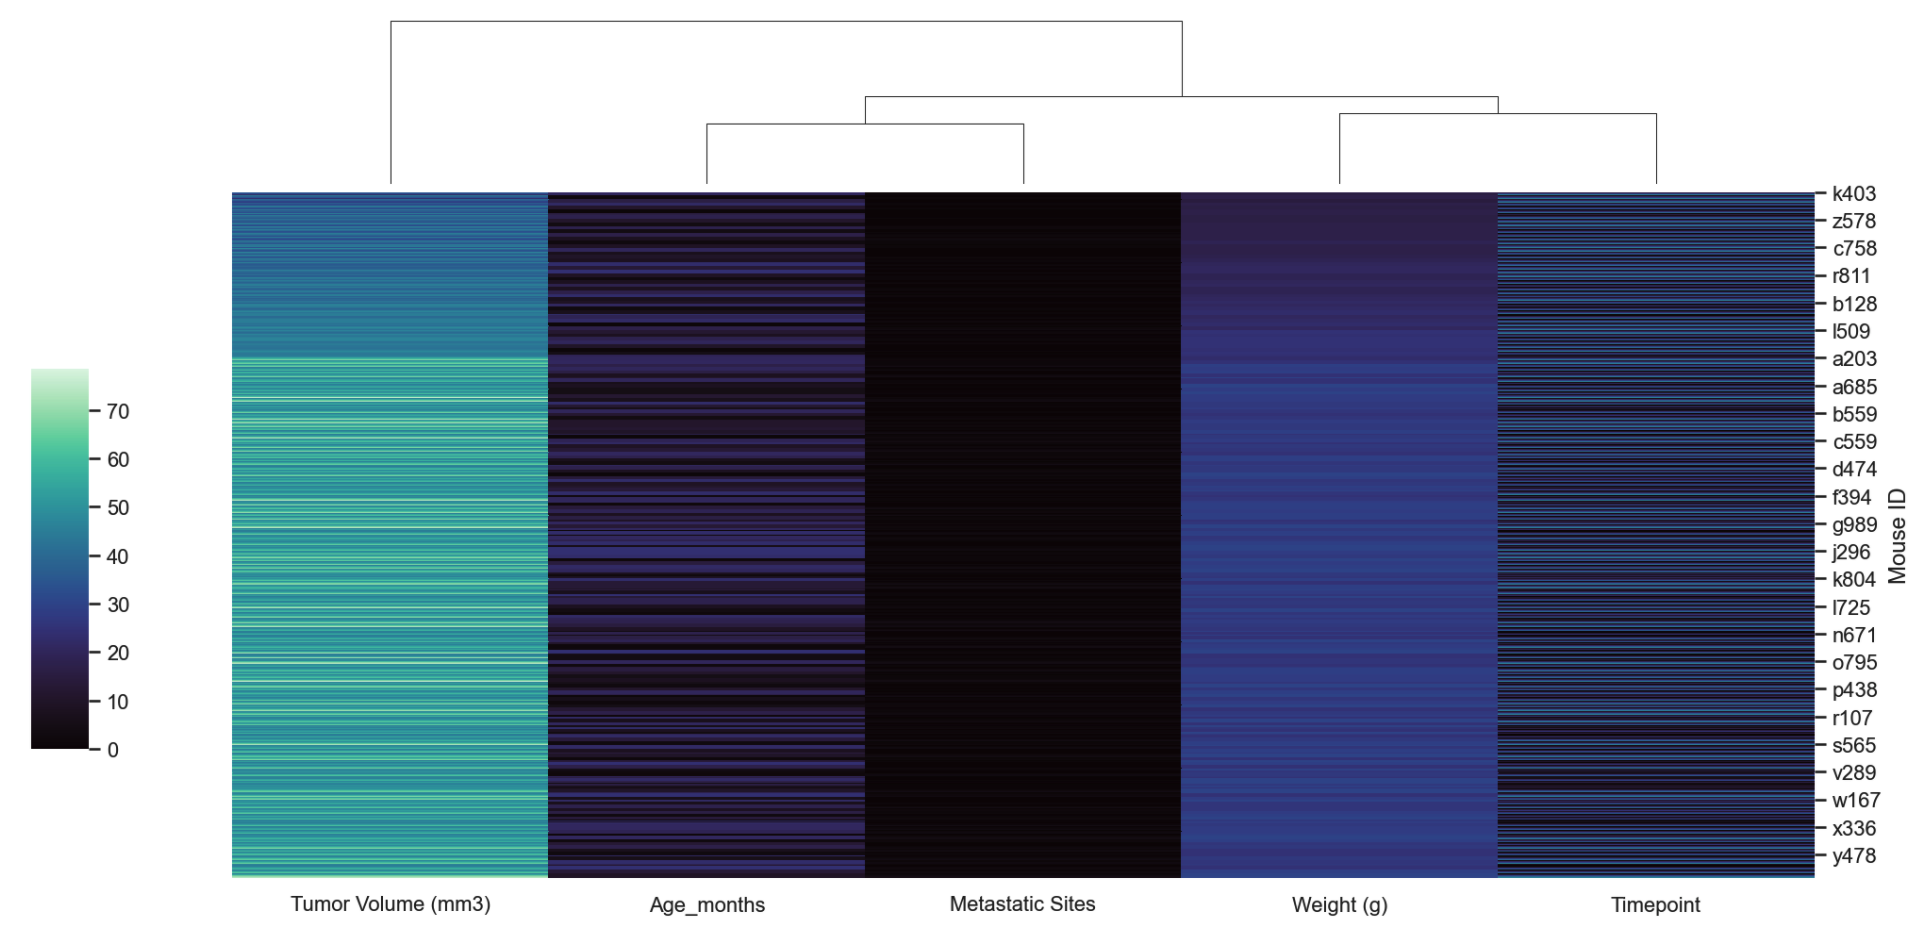 k403
z578
c758
r811
b128
l509
a203
a685
b559
c559
d474
f394
g989
j296
k804
l725
n671
o795
p438
r107
s565
v289
w167
x336
y478
Mouse ID
70
60
50
40
30
20
10
0
Tumor Volume (mm3)
Age_months
Metastatic Sites
Weight (g)
Timepoint